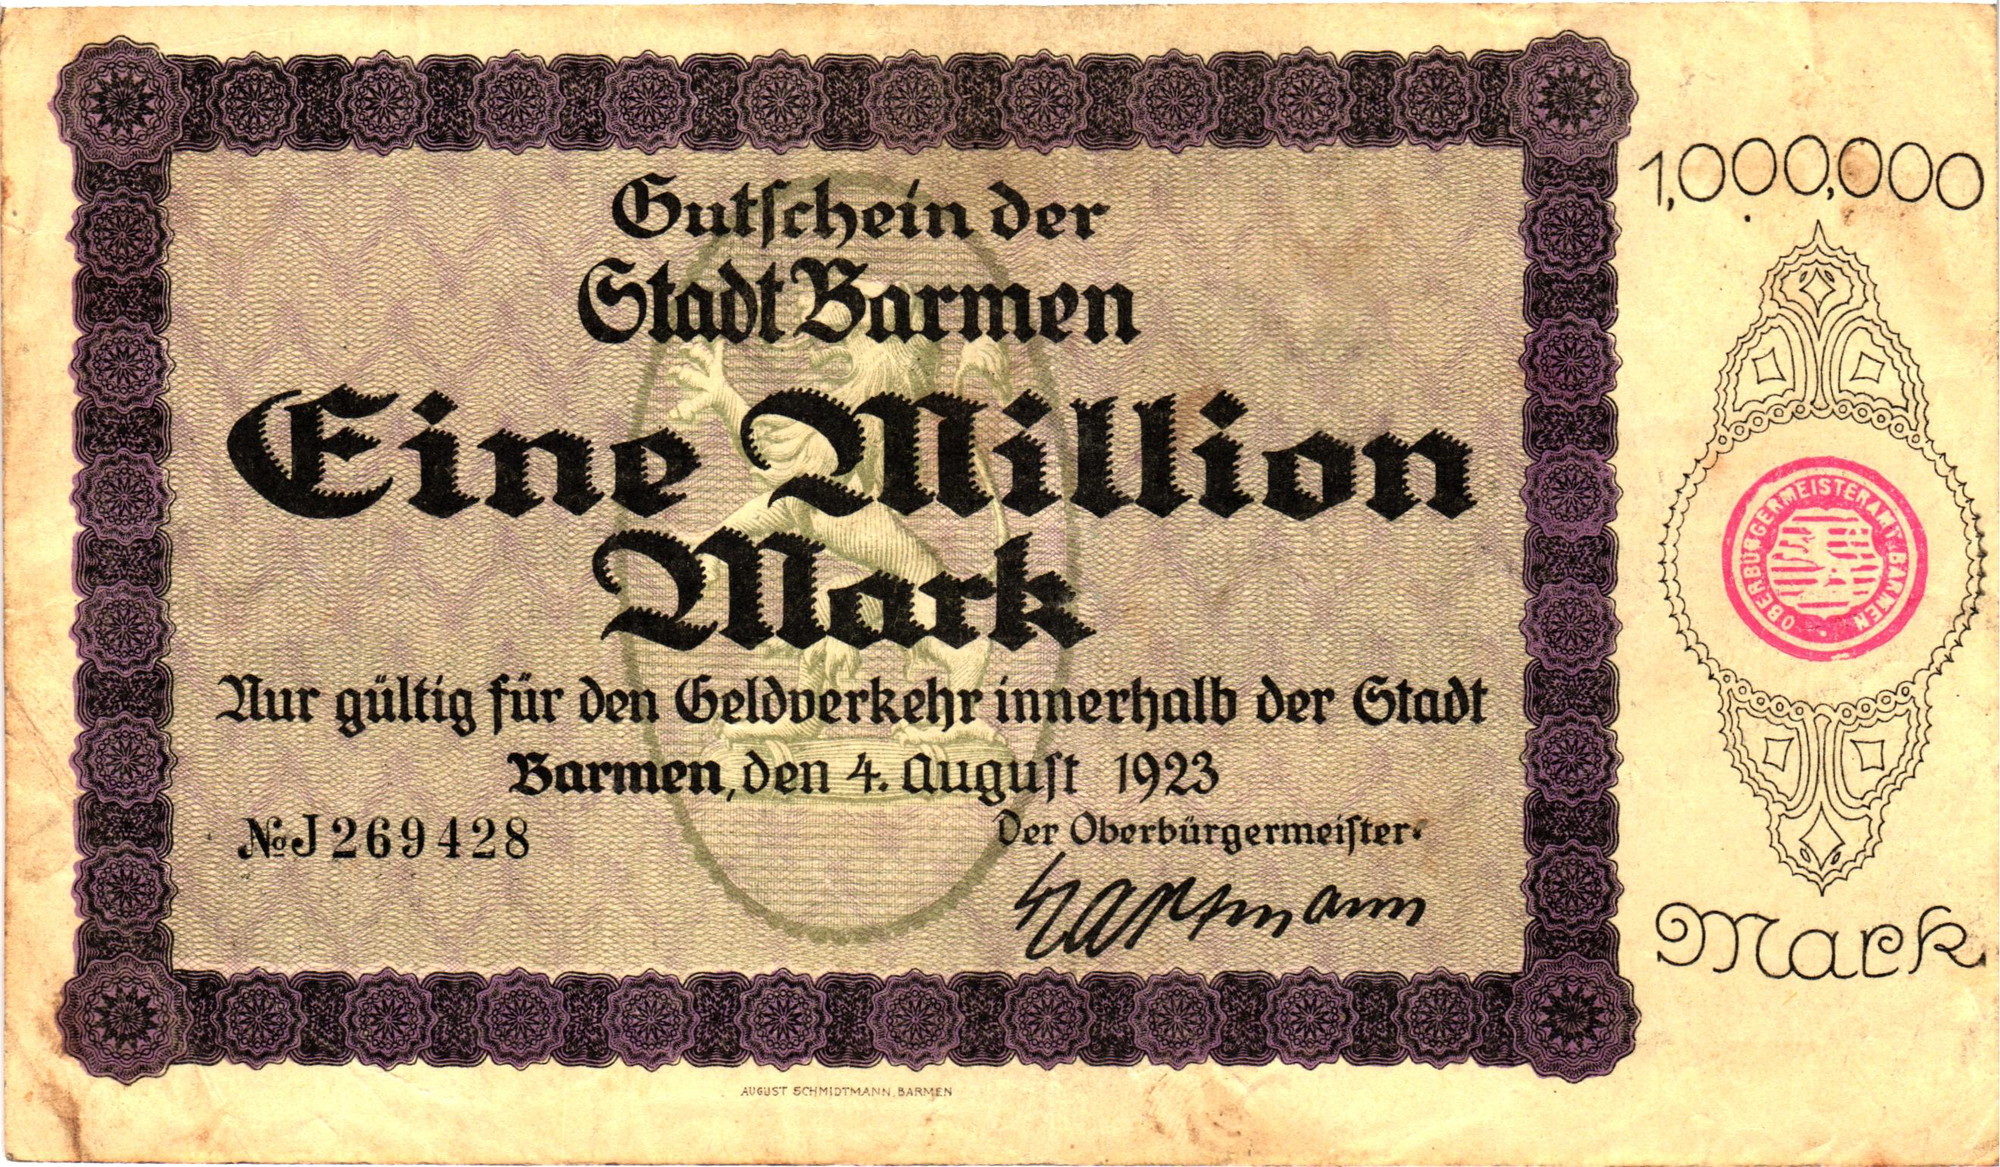 Gutschein der
Stadt Barmen
Eine Million
Mark
Nur gültig für den Geldverkehr innerhalb der Stadt
Barmen, den 4. August 1923
№ J 269428
Der Oberbürgermeister.
Hartmann
AUGUST SCHMIDTMANN, BARMEN
1,000,000
OBERBÜRGERMEISTERAMT BARMEN
Mark